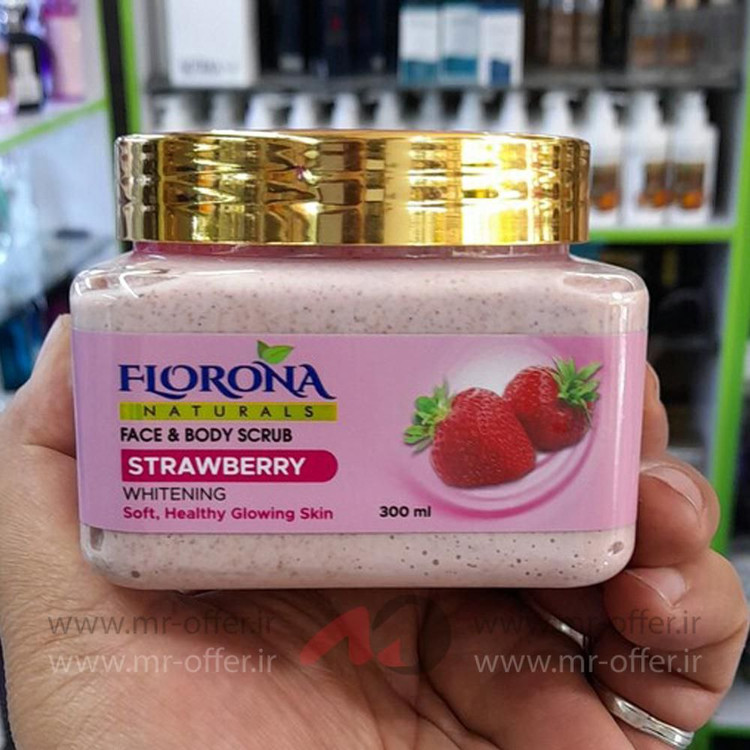 FLORONA
NATURALS
FACE & BODY SCRUB
STRAWBERRY
WHITENING
Soft, Healthy Glowing Skin
300 ml
www.mr-offer.ir www.mr-offer.ir
www.mr-offer.ir www.mr-offer.ir